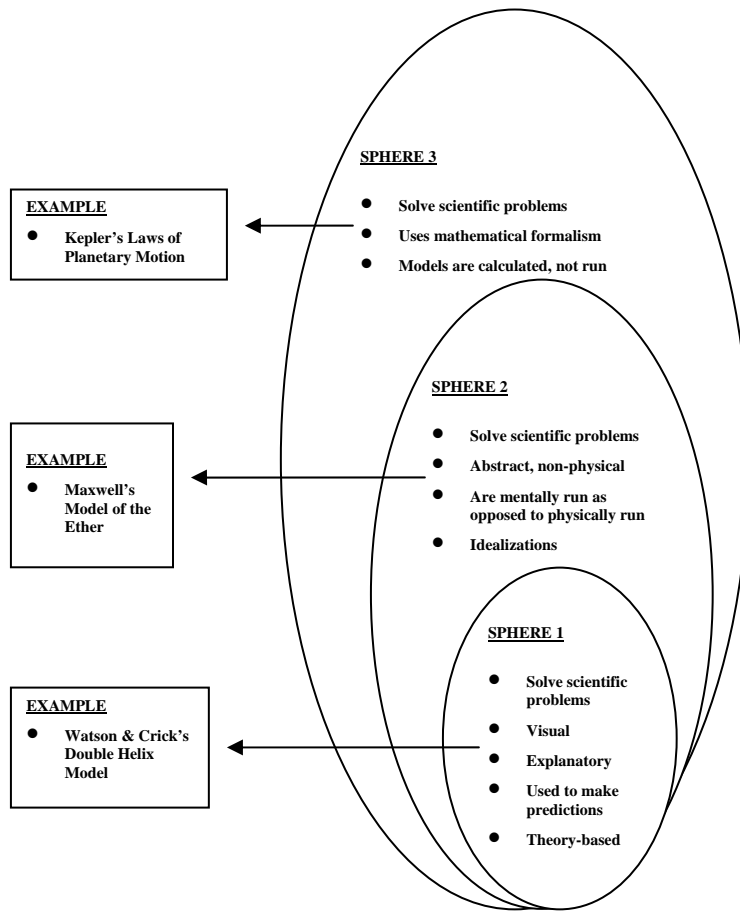 SPHERE 3
● Solve scientific problems
● Uses mathematical formalism
● Models are calculated, not run
EXAMPLE
● Kepler’s Laws of
Planetary Motion
SPHERE 2
● Solve scientific problems
● Abstract, non-physical
● Are mentally run as
opposed to physically run
● Idealizations
EXAMPLE
● Maxwell’s
Model of the
Ether
SPHERE 1
● Solve scientific
problems
● Visual
● Explanatory
● Used to make
predictions
● Theory-based
EXAMPLE
● Watson & Crick’s
Double Helix
Model